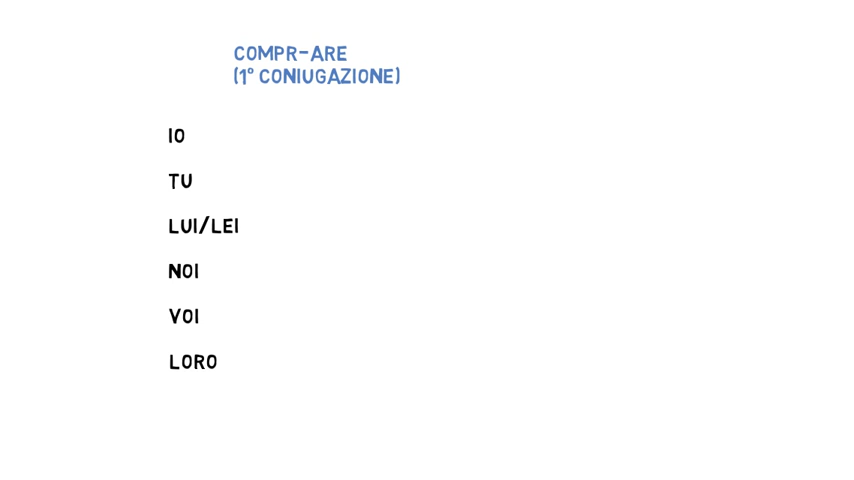 COMPR-ARE
(1° CONIUGAZIONE)
IO
TU
LUI/LEI
NOI
VOI
LORO